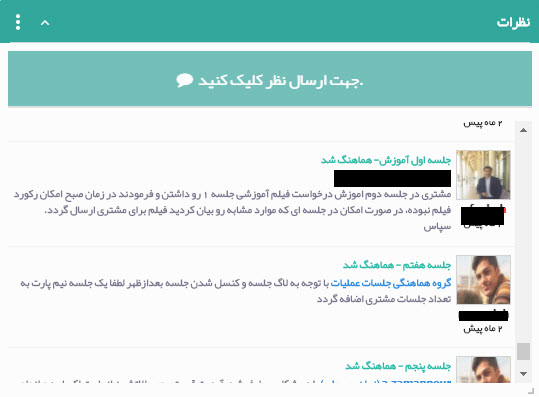 نظرات
جهت ارسال نظر کلیک کنید.
۲ ماه پیش
جلسه اول آموزش- هماهنگ شد
مشتری در جلسه دوم اموزش درخواست فیلم آموزشی جلسه ۱ رو داشتن و فرمودند در زمان صبح امکان رکورد
فیلم نبوده، در صورت امکان در جلسه ای که موارد مشابه رو بیان کردید فیلم برای مشتری ارسال گردد.
سپاس
پیش
جلسه هفتم - هماهنگ شد
گروه هماهنگی جلسات عملیات با توجه به لاگ جلسه و کنسل شدن جلسه بعدازظهر لطفا یک جلسه نیم پارت به
تعداد جلسات مشتری اضافه گردد
۲ ماه پیش
جلسه پنجم - هماهنگ شد